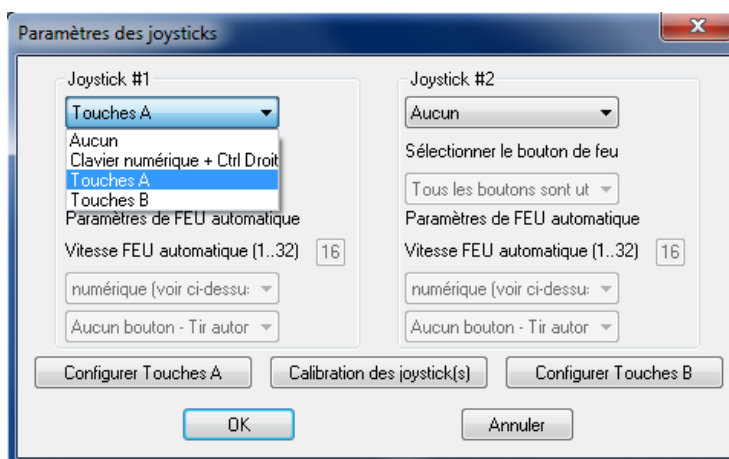 Paramètres des joysticks
Joystick #1
Touches A
Aucun
Clavier numérique + Ctrl Droit
Touches A
Touches B
Paramètres de FEU automatique
Vitesse FEU automatique (1..32) 16
numérique (voir ci-dessu:
Aucun bouton - Tir autor
Joystick #2
Aucun
Sélectionner le bouton de feu
Tous les boutons sont ut
Paramètres de FEU automatique
Vitesse FEU automatique (1..32) 16
numérique (voir ci-dessu:
Aucun bouton - Tir autor
Configurer Touches A Calibration des joystick(s) Configurer Touches B
OK Annuler